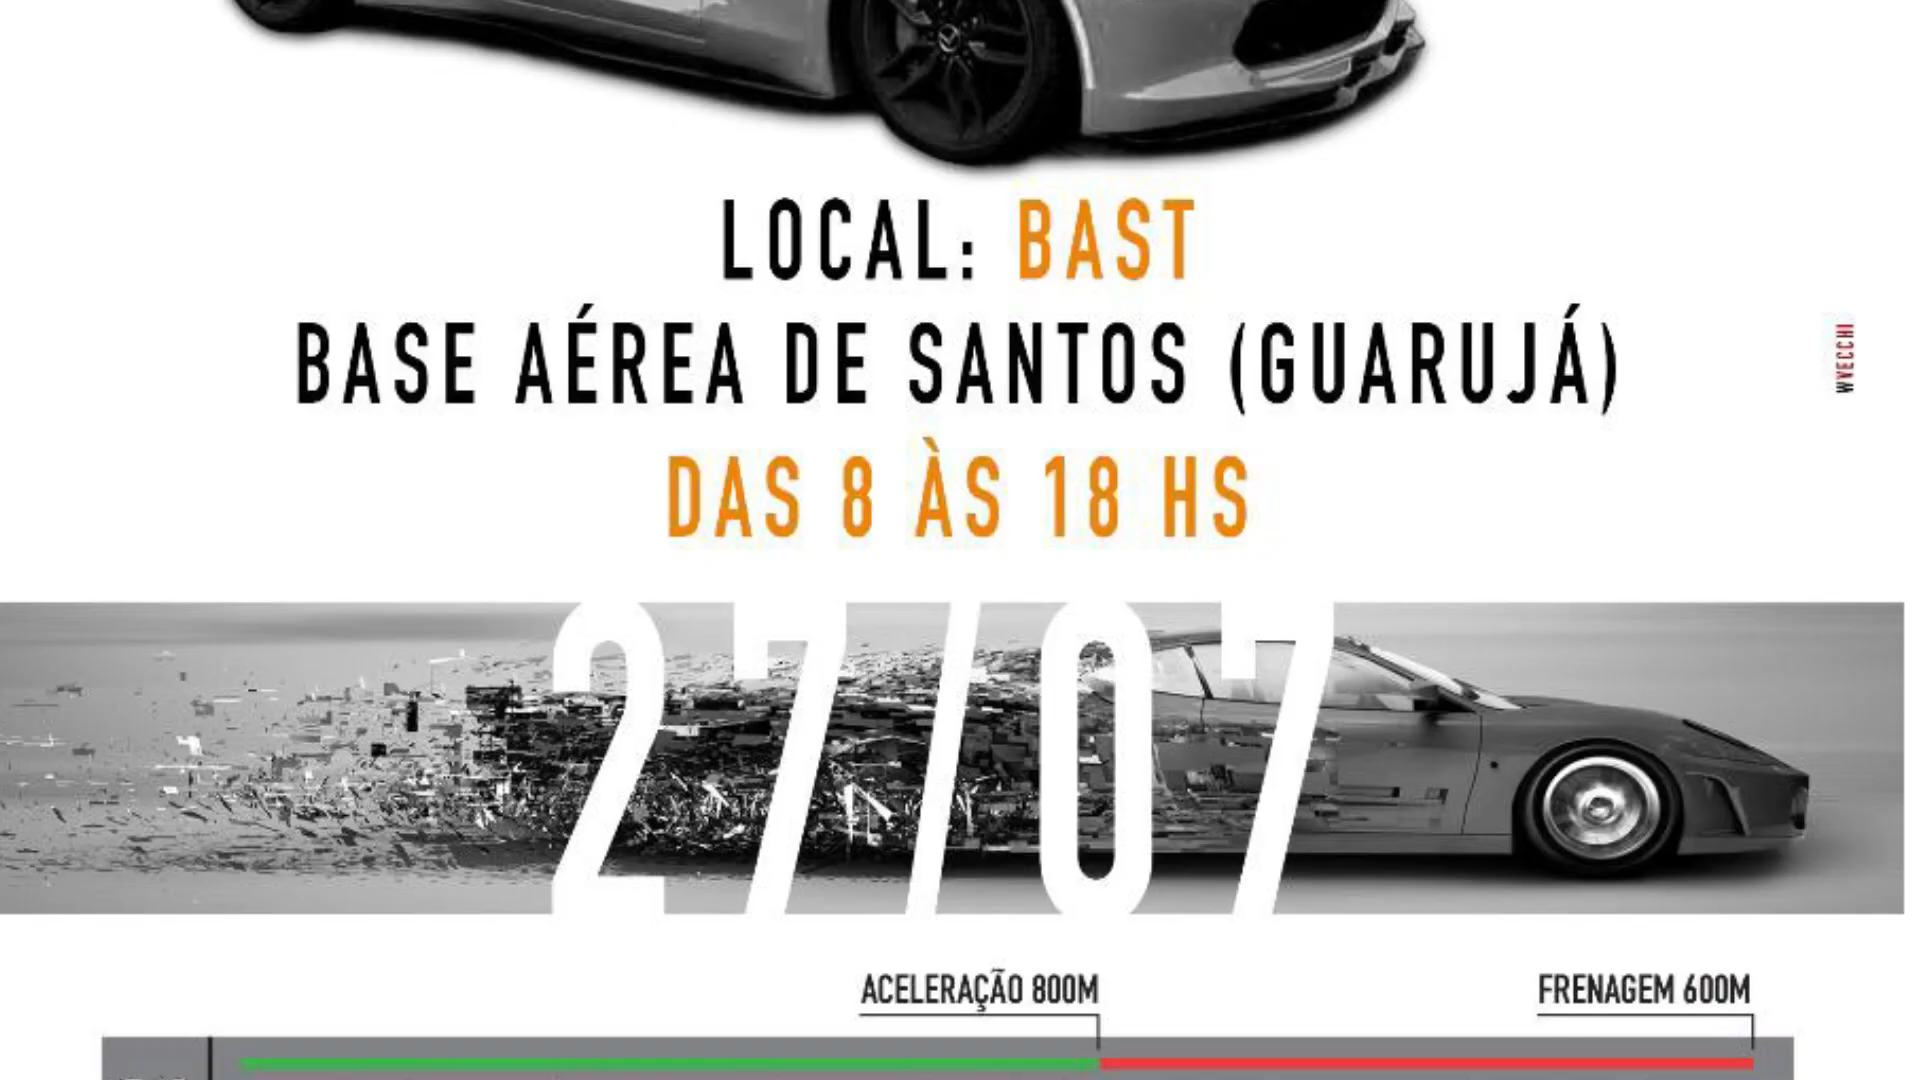 LOCAL: BAST
BASE AÉREA DE SANTOS (GUARUJÁ)
WVECCHI
DAS 8 ÀS 18 HS
27/07
ACELERAÇÃO 800M
FRENAGEM 600M